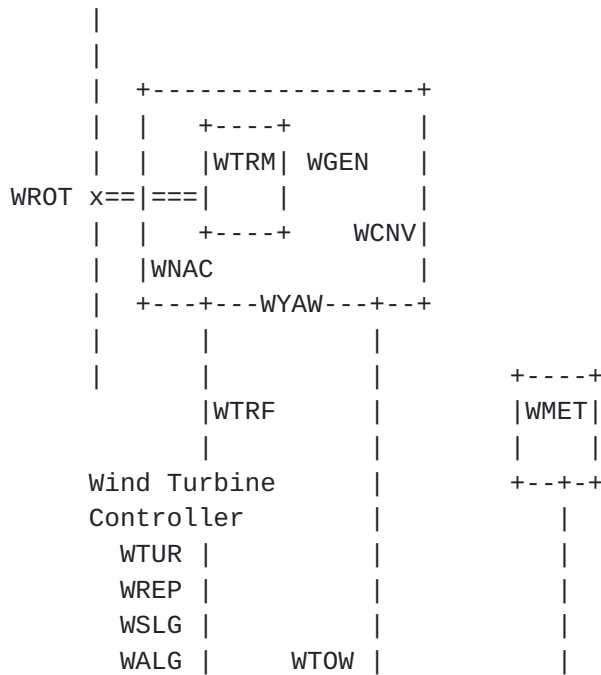 |
|
| +-----------------+
| | +----+ |
| | |WTRM| WGEN |
WROT x==|===| | |
| | +----+ WCNV|
| |WNAC |
| +---+---WYAW---+--+
| | |
| | | +----+
|WTRF | |WMET|
| | | |
Wind Turbine | +--+-+
Controller | |
WTUR | | |
WREP | | |
WSLG | | |
WALG | WTOW | |